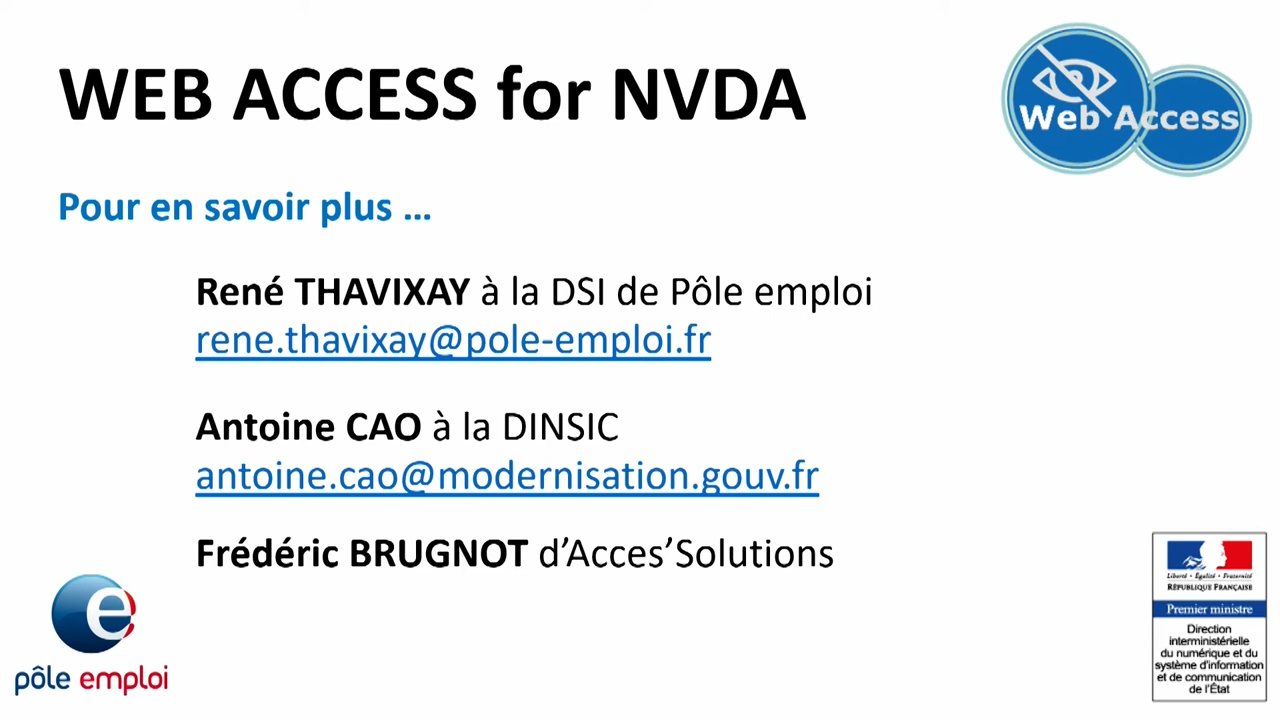 WEB ACCESS for NVDA
Web Access
Pour en savoir plus ...
René THAVIXAY à la DSI de Pôle emploi
rene.thavixay@pole-emploi.fr
Antoine CAO à la DINSIC
antoine.cao@modernisation.gouv.fr
Frédéric BRUGNOT d’Acces’Solutions
pôle emploi
Liberté • Égalité • Fraternité
RÉPUBLIQUE FRANÇAISE
Premier ministre
Direction
interministérielle
du numérique et du
système d'information
et de communication
de l'État